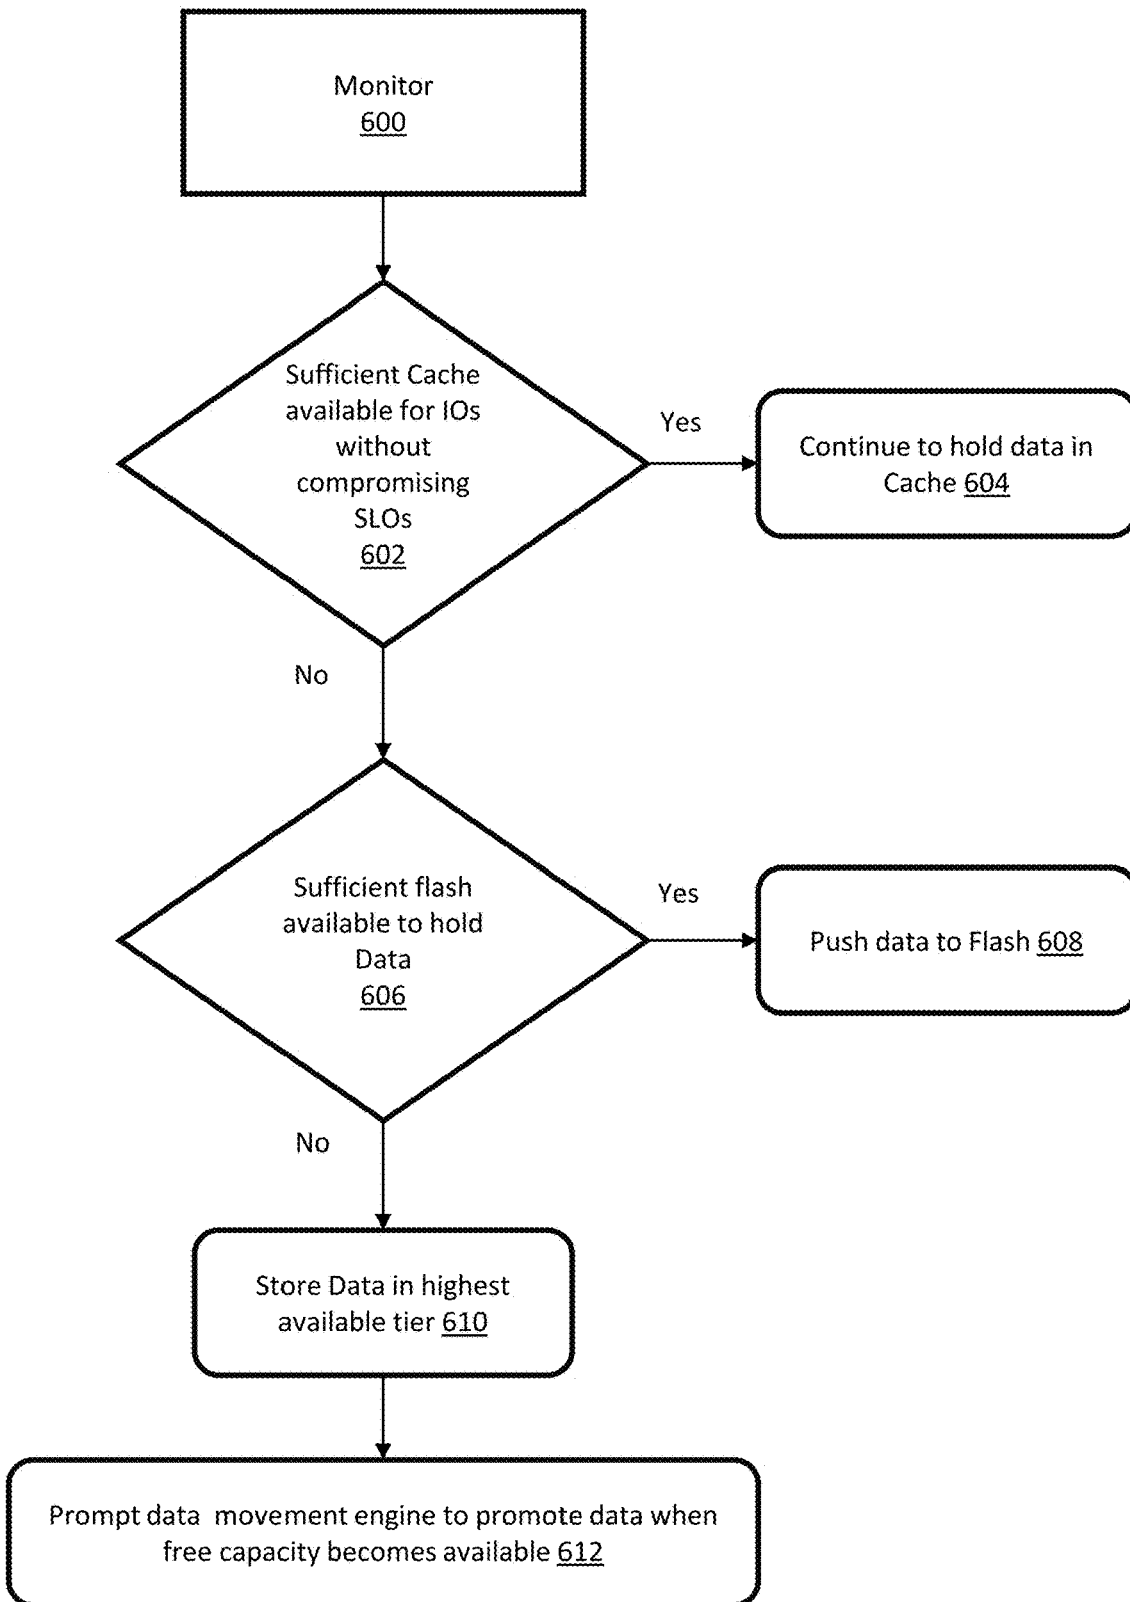 Monitor
600
Sufficient Cache
available for IOs
without
compromising
SLOs
602
Yes
Continue to hold data in
Cache 604
No
Sufficient flash
available to hold
Data
606
Yes
Push data to Flash 608
No
Store Data in highest
available tier 610
Prompt data movement engine to promote data when
free capacity becomes available 612